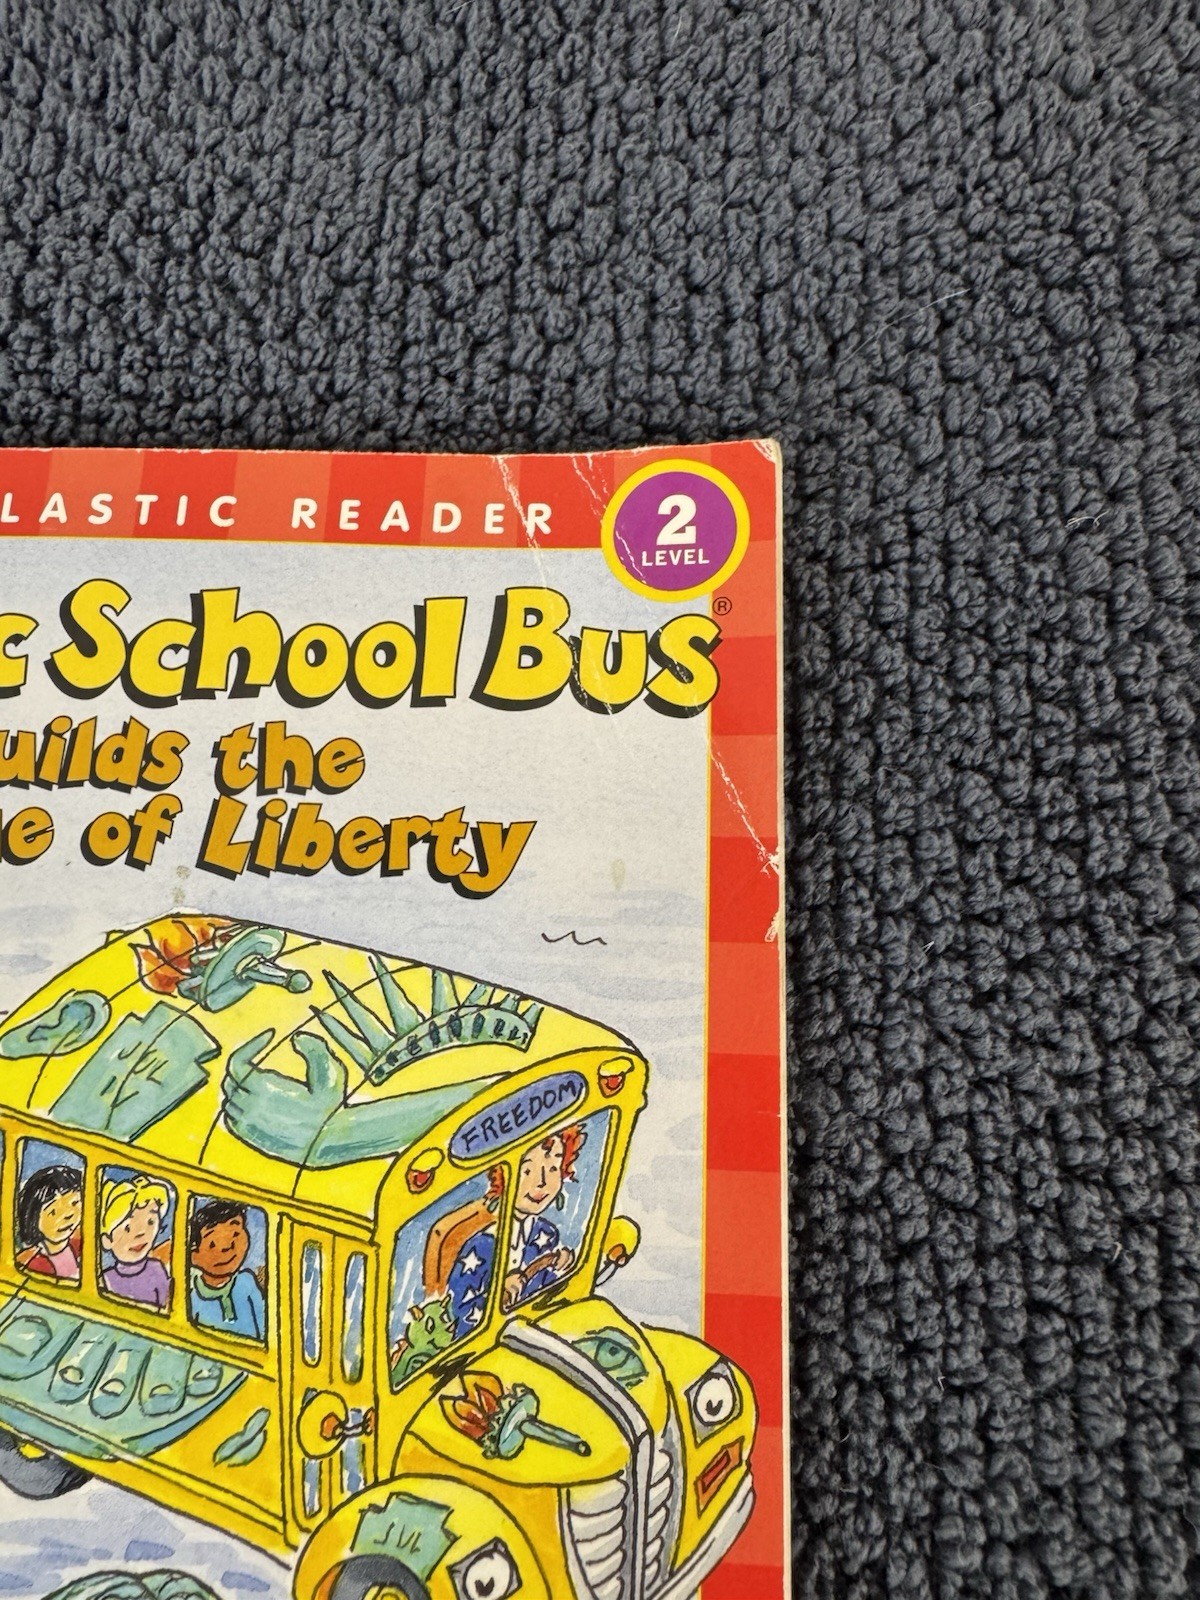 LASTIC READER
2
LEVEL
c School Bus®
uilds the
e of Liberty
FREEDOM